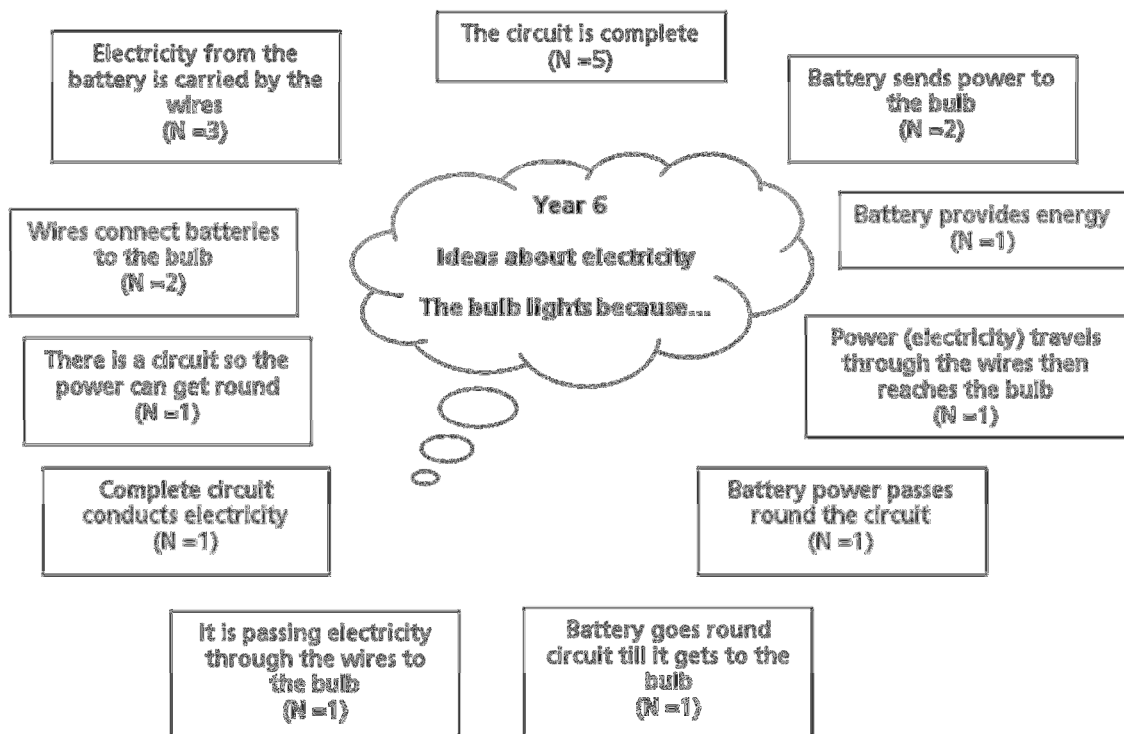 The circuit is complete
(N =5)
Electricity from the
battery is carried by the
wires
(N =3)
Battery sends power to
the bulb
(N =2)
Year 6
Ideas about electricity
The bulb lights because...
Battery provides energy
(N =1)
Wires connect batteries
to the bulb
(N =2)
Power (electricity) travels
through the wires then
reaches the bulb
(N =1)
There is a circuit so the
power can get round
(N =1)
Complete circuit
conducts electricity
(N =1)
Battery power passes
round the circuit
(N =1)
It is passing electricity
through the wires to
the bulb
(N =1)
Battery goes round
circuit till it gets to the
bulb
(N =1)